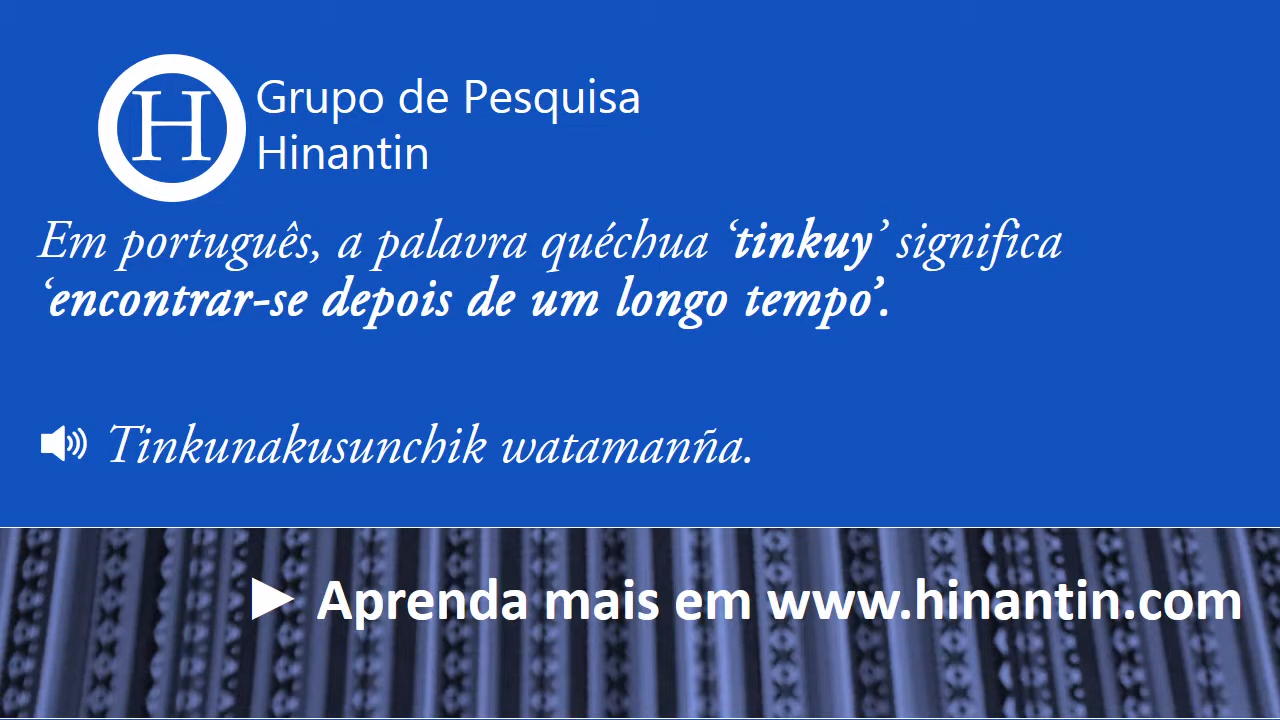 H
Grupo de Pesquisa
Hinantin
Em português, a palavra quéchua ‘tinkuy’ significa
‘encontrar-se depois de um longo tempo’.
Tinkunakusunchik watamanña.
► Aprenda mais em www.hinantin.com